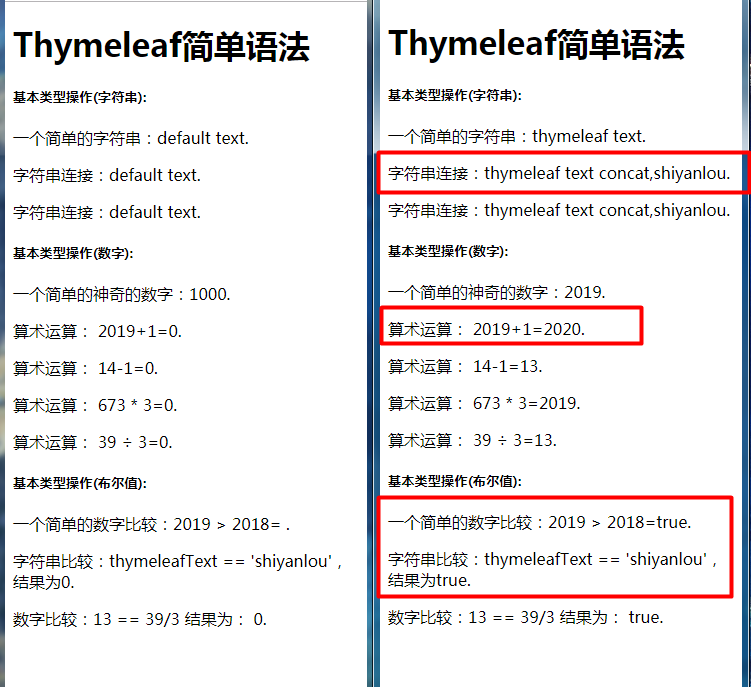 Thymeleaf简单语法
基本类型操作(字符串):
一个简单的字符串：default text.
字符串连接：default text.
字符串连接：default text.
基本类型操作(数字):
一个简单的神奇的数字：1000.
算术运算： 2019+1=0.
算术运算： 14-1=0.
算术运算： 673 * 3=0.
算术运算： 39 ÷ 3=0.
基本类型操作(布尔值):
一个简单的数字比较：2019 > 2018= .
字符串比较：thymeleafText == 'shiyanlou'，
结果为0.
数字比较：13 == 39/3 结果为： 0.
Thymeleaf简单语法
基本类型操作(字符串):
一个简单的字符串：thymeleaf text.
字符串连接：thymeleaf text concat,shiyanlou.
字符串连接：thymeleaf text concat,shiyanlou.
基本类型操作(数字):
一个简单的神奇的数字：2019.
算术运算： 2019+1=2020.
算术运算： 14-1=13.
算术运算： 673 * 3=2019.
算术运算： 39 ÷ 3=13.
基本类型操作(布尔值):
一个简单的数字比较：2019 > 2018=true.
字符串比较：thymeleafText == 'shiyanlou'，
结果为true.
数字比较：13 == 39/3 结果为： true.